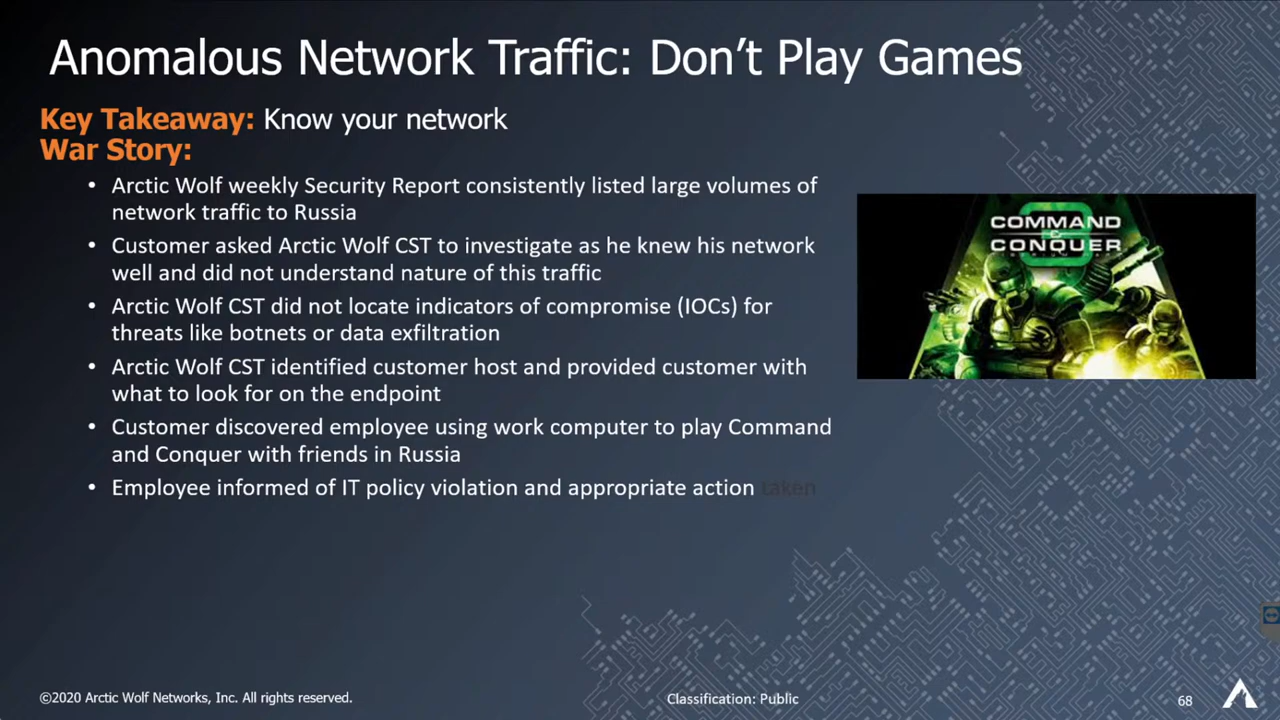 Anomalous Network Traffic: Don't Play Games
Key Takeaway: Know your network
War Story:
• Arctic Wolf weekly Security Report consistently listed large volumes of
network traffic to Russia
• Customer asked Arctic Wolf CST to investigate as he knew his network
well and did not understand nature of this traffic
• Arctic Wolf CST did not locate indicators of compromise (IOCs) for
threats like botnets or data exfiltration
• Arctic Wolf CST identified customer host and provided customer with
what to look for on the endpoint
• Customer discovered employee using work computer to play Command
and Conquer with friends in Russia
• Employee informed of IT policy violation and appropriate action taken
COMMAND
&
CONQUER
3
©2020 Arctic Wolf Networks, Inc. All rights reserved.
Classification: Public
68